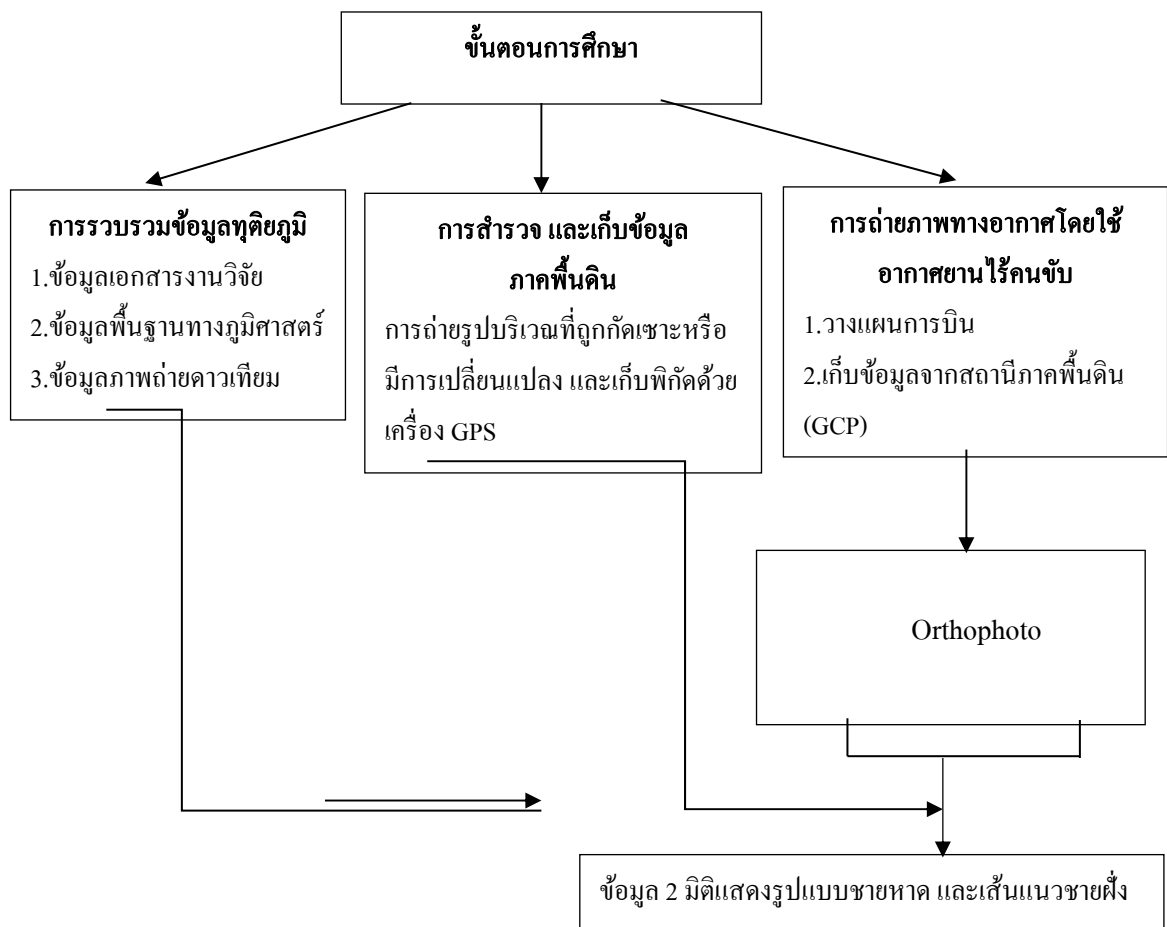 ขั้นตอนการศึกษา
การรวบรวมข้อมูลทุติยภูมิ
1.ข้อมูลเอกสารงานวิจัย
2.ข้อมูลพื้นฐานทางภูมิศาสตร์
3.ข้อมูลภาพถ่ายดาวเทียม
การสำรวจ และเก็บข้อมูล
ภาคพื้นดิน
การถ่ายรูปบริเวณที่ถูกกัดเซาะหรือ
มีการเปลี่ยนแปลง และเก็บพิกัดด้วย
เครื่อง GPS
การถ่ายภาพทางอากาศโดยใช้
อากาศยานไร้คนขับ
1.วางแผนการบิน
2.เก็บข้อมูลจากสถานีภาคพื้นดิน
(GCP)
Orthophoto
ข้อมูล 2 มิติแสดงรูปแบบชายหาด และเส้นแนวชายฝั่ง